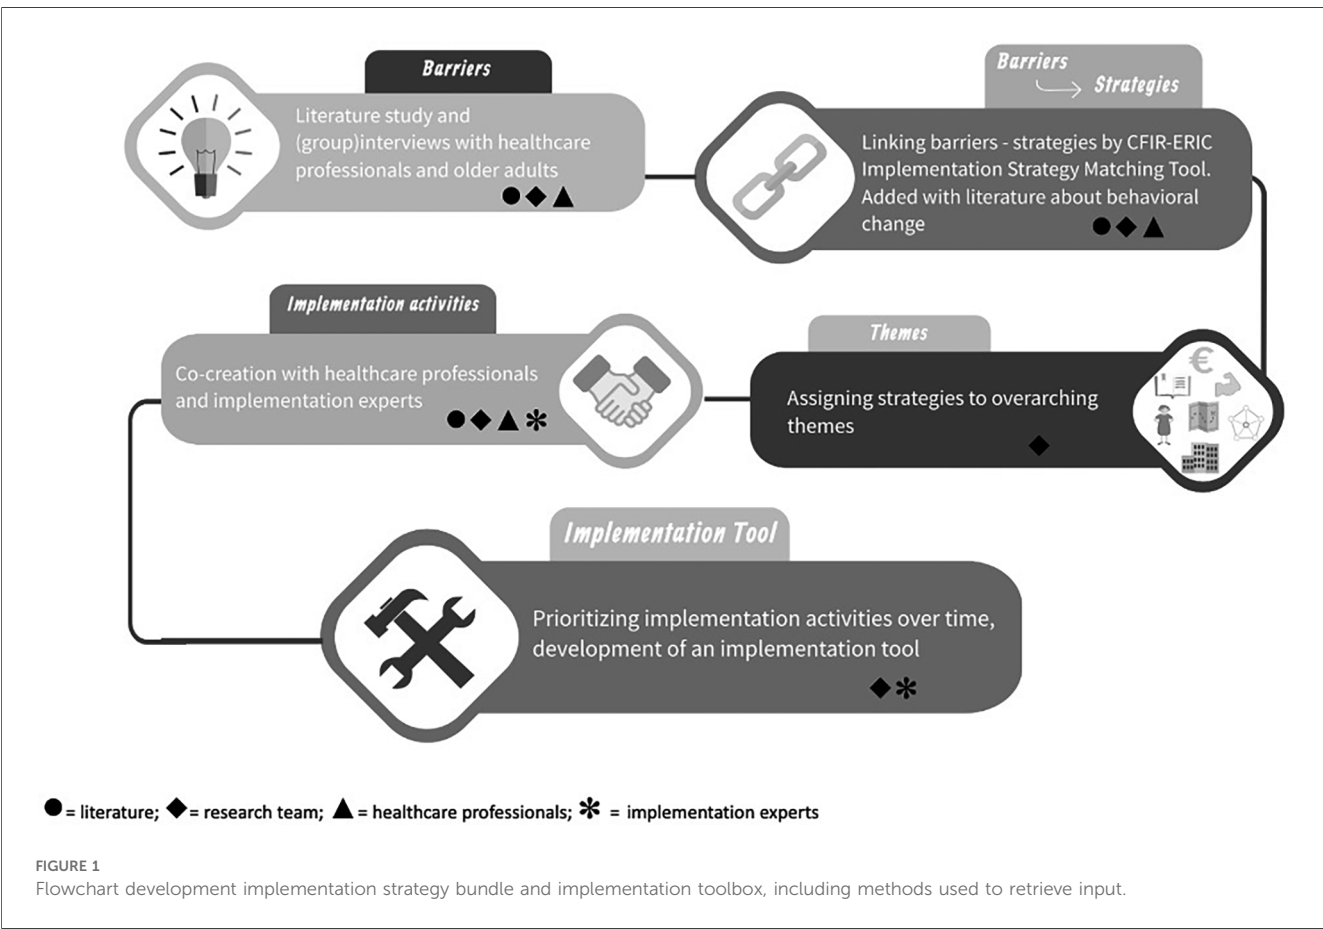 Barriers
Literature study and
(group)interviews with healthcare
professionals and older adults
Barriers
Strategies
Linking barriers - strategies by CFIR-ERIC
Implementation Strategy Matching Tool.
Added with literature about behavioral
change
Themes
Assigning strategies to overarching
themes
Implementation activities
Co-creation with healthcare professionals
and implementation experts
Implementation Tool
Prioritizing implementation activities over time,
development of an implementation tool
● = literature; ◆ = research team; ▲ = healthcare professionals; ✱ = implementation experts
FIGURE 1
Flowchart development implementation strategy bundle and implementation toolbox, including methods used to retrieve input.